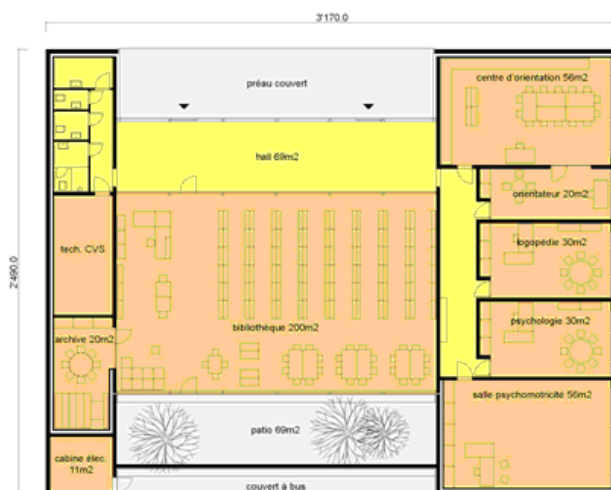 3'170.0
préau couvert
centre d'orientation 56m2
hall 69m2
orientateur 20m2
tech. CVS
logopédie 30m2
2'490.0
bibliothèque 200m2
psychologie 30m2
archive 20m2
salle psychomotricité 56m2
patio 69m2
cabine élec.
11m2
couvert à bus